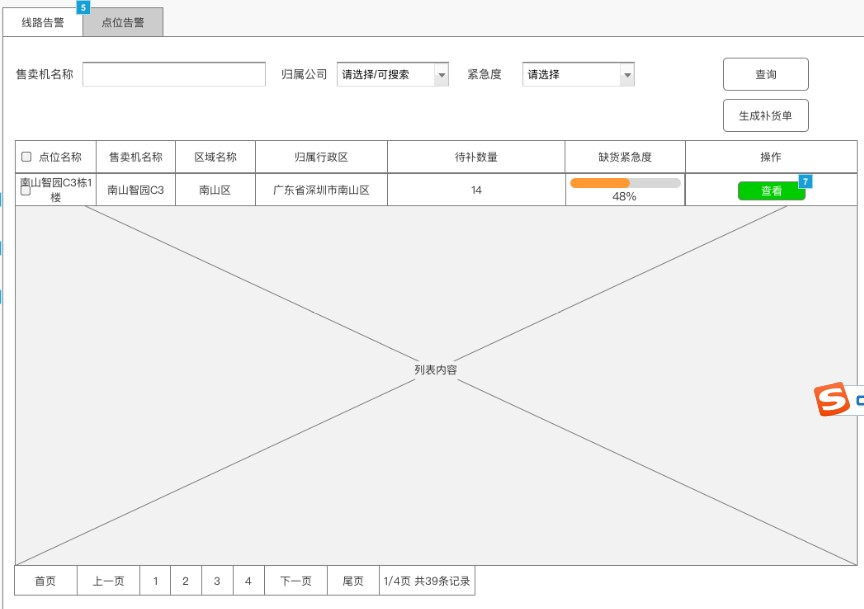 5
线路告警 点位告警
售卖机名称 归属公司 请选择/可搜索 紧急度 请选择 查询
生成补货单
点位名称 售卖机名称 区域名称 归属行政区 待补数量 缺货紧急度 操作
南山智园C3栋1楼 南山智园C3 南山区 广东省深圳市南山区 14 48% 查看 7
列表内容
S
首页 上一页 1 2 3 4 下一页 尾页 1/4页 共39条记录